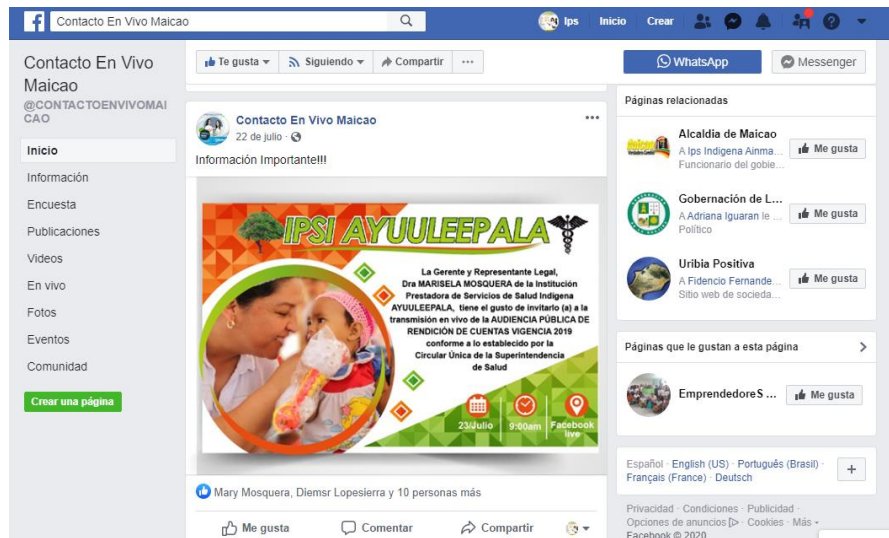 Contacto En Vivo Maicao
Ips
Inicio
Crear
Contacto En Vivo
Maicao
@CONTACTOENVIVOMAI
CAO
Inicio
Información
Encuesta
Publicaciones
Videos
En vivo
Fotos
Eventos
Comunidad
Crear una página
Te gusta
Siguiendo
Compartir
WhatsApp
Messenger
Contacto En Vivo Maicao
22 de julio ·
Información Importante!!!
IPSI AYUULEEPALA
La Gerente y Representante Legal,
Dra MARISELA MOSQUERA de la Institución
Prestadora de Servicios de Salud Indigena
AYUULEEPALA, tiene el gusto de invitarlo (a) a la
transmisión en vivo de la AUDIENCIA PÚBLICA DE
RENDICIÓN DE CUENTAS VIGENCIA 2019
conforme a lo establecido por la
Circular Única de la Superintendencia
de Salud
23/Julio
9:00am
Facebook
live
Mary Mosquera, Diemsr Lopesierra y 10 personas más
Me gusta
Comentar
Compartir
Páginas relacionadas
Alcaldia de Maicao
A Ips Indigena Ainma...
Funcionario del gobie...
Me gusta
Gobernación de L...
A Adriana Iguaran le ...
Político
Me gusta
Uribia Positiva
A Fidencio Fernande...
Sitio web de socieda...
Me gusta
Páginas que le gustan a esta página
EmprendedoreS ...
Me gusta
Español · English (US) · Português (Brasil) ·
Français (France) · Deutsch
Privacidad · Condiciones · Publicidad ·
Opciones de anuncios · Cookies · Más
Facebook © 2020